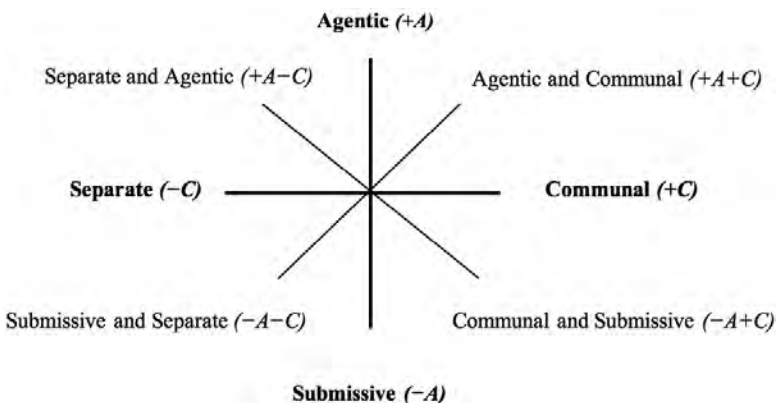 Agentic (+A)
Separate and Agentic (+A−C)
Agentic and Communal (+A+C)
Separate (−C)
Communal (+C)
Submissive and Separate (−A−C)
Communal and Submissive (−A+C)
Submissive (−A)